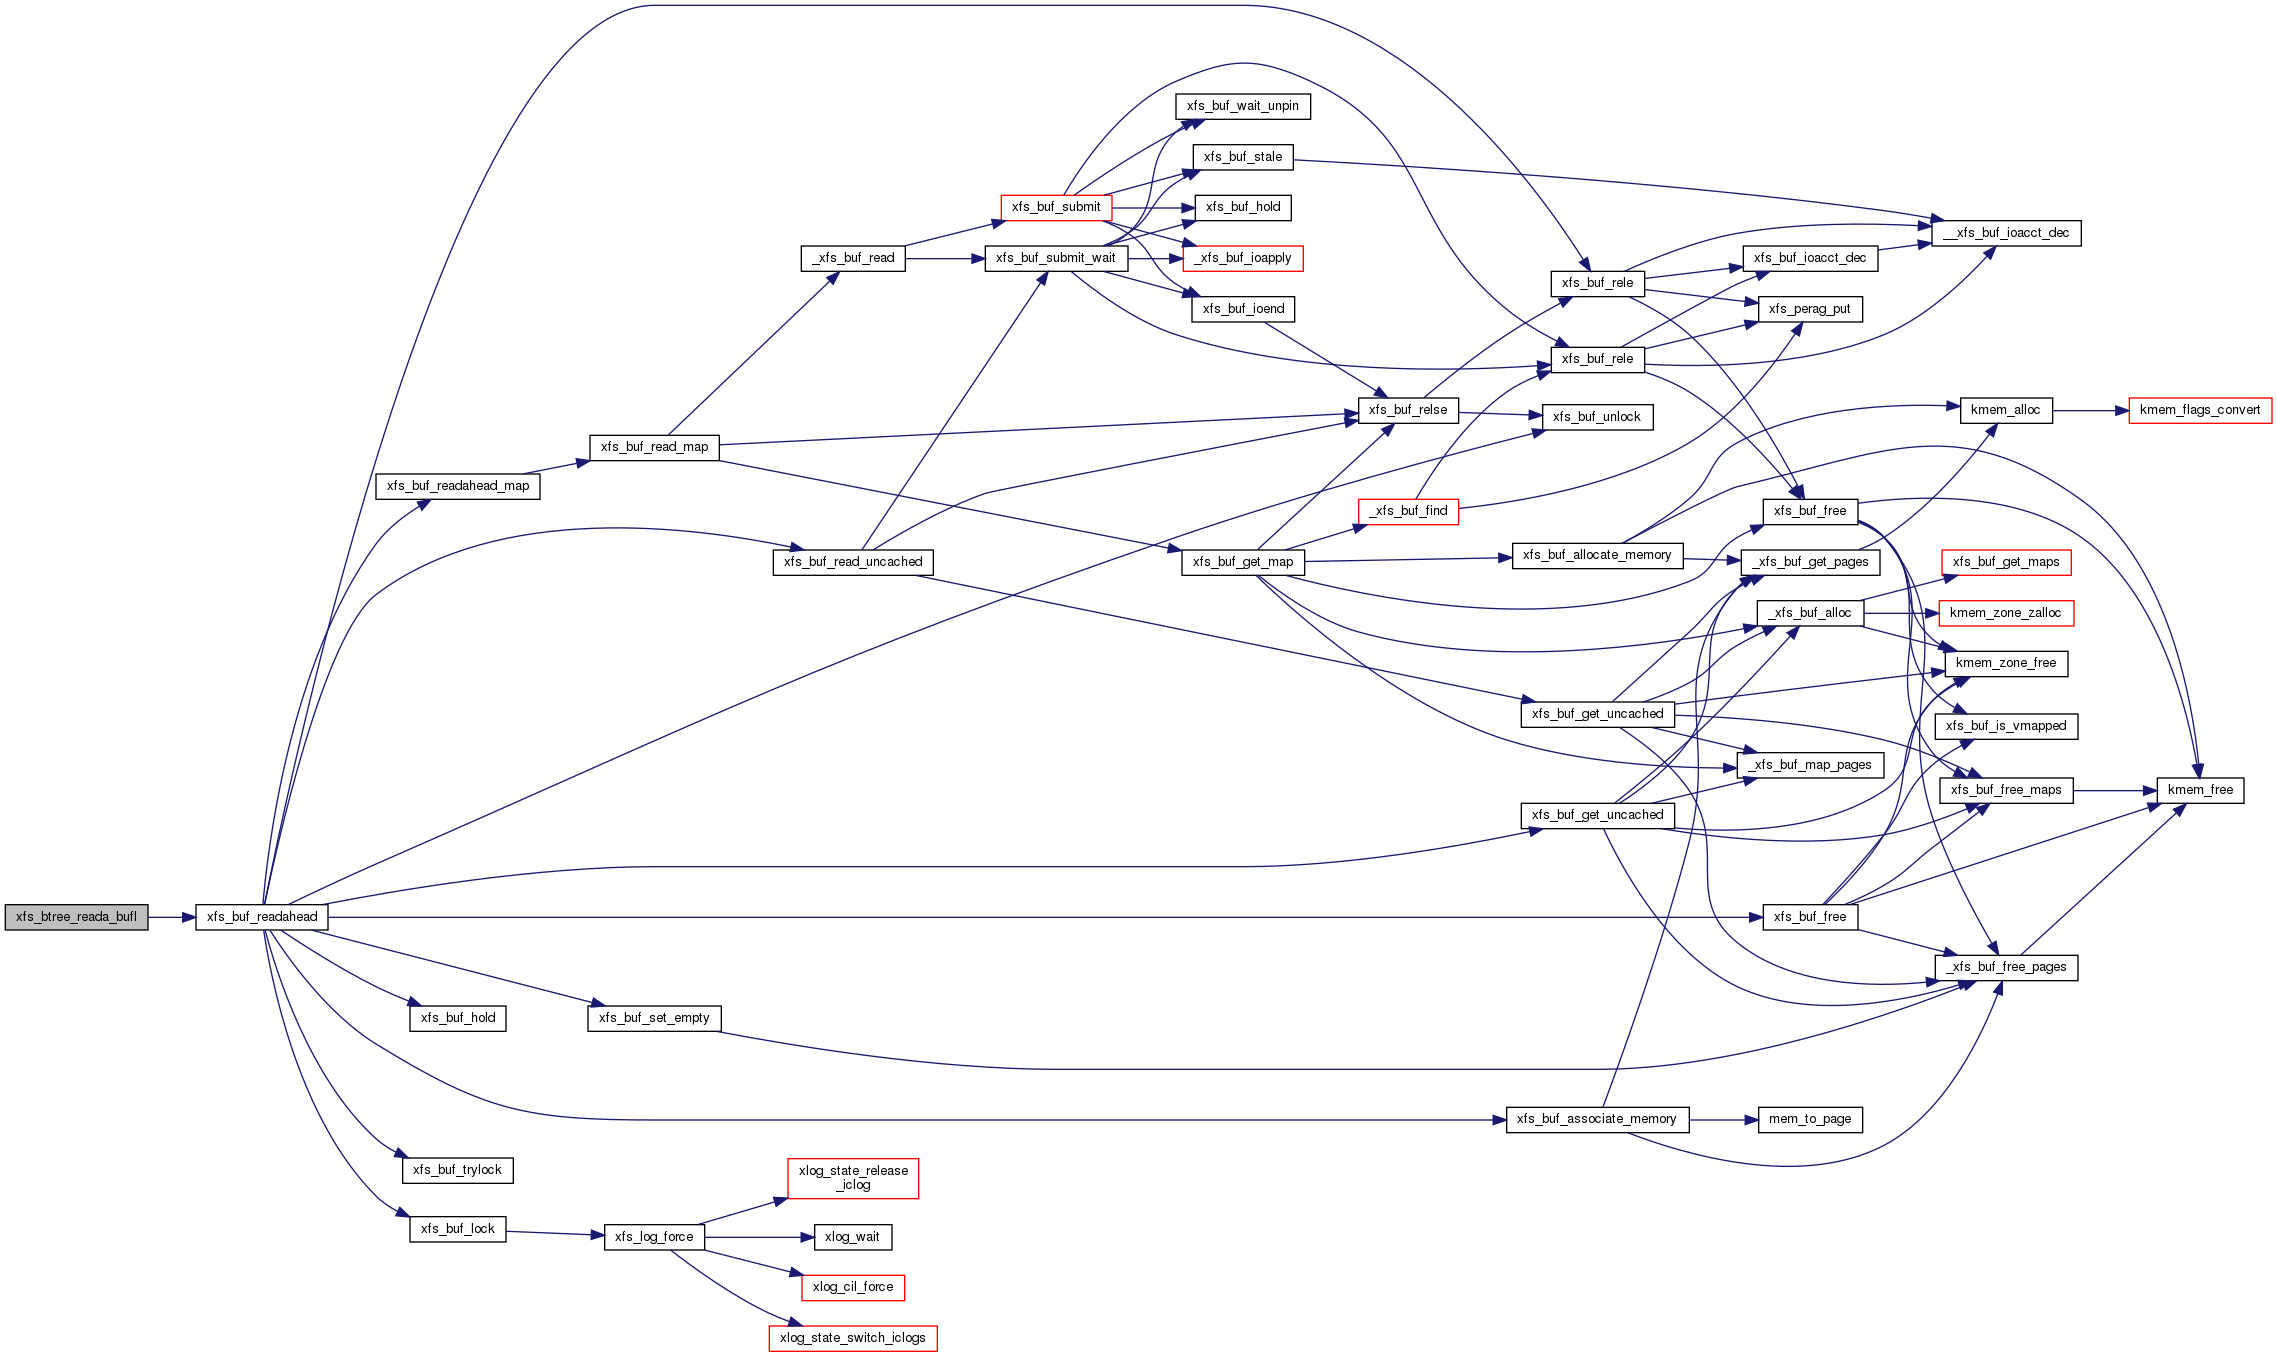 xfs_buf_wait_unpin
xfs_buf_stale
xfs_buf_submit
xfs_buf_hold
__xfs_buf_ioacct_dec
_xfs_buf_read
xfs_buf_submit_wait
_xfs_buf_ioapply
xfs_buf_ioacct_dec
xfs_buf_rele
xfs_buf_ioend
xfs_perag_put
xfs_buf_rele
xfs_buf_relse
xfs_buf_unlock
kmem_alloc
kmem_flags_convert
xfs_buf_read_map
xfs_buf_readahead_map
_xfs_buf_find
xfs_buf_free
xfs_buf_read_uncached
xfs_buf_get_map
xfs_buf_allocate_memory
_xfs_buf_get_pages
xfs_buf_get_maps
_xfs_buf_alloc
kmem_zone_zalloc
kmem_zone_free
xfs_buf_get_uncached
xfs_buf_is_vmapped
_xfs_buf_map_pages
xfs_buf_free_maps
kmem_free
xfs_buf_get_uncached
xfs_btree_reada_bufl
xfs_buf_readahead
xfs_buf_free
_xfs_buf_free_pages
xfs_buf_hold
xfs_buf_set_empty
xfs_buf_associate_memory
mem_to_page
xfs_buf_trylock
xlog_state_release
_iclog
xfs_buf_lock
xfs_log_force
xlog_wait
xlog_cil_force
xlog_state_switch_iclogs